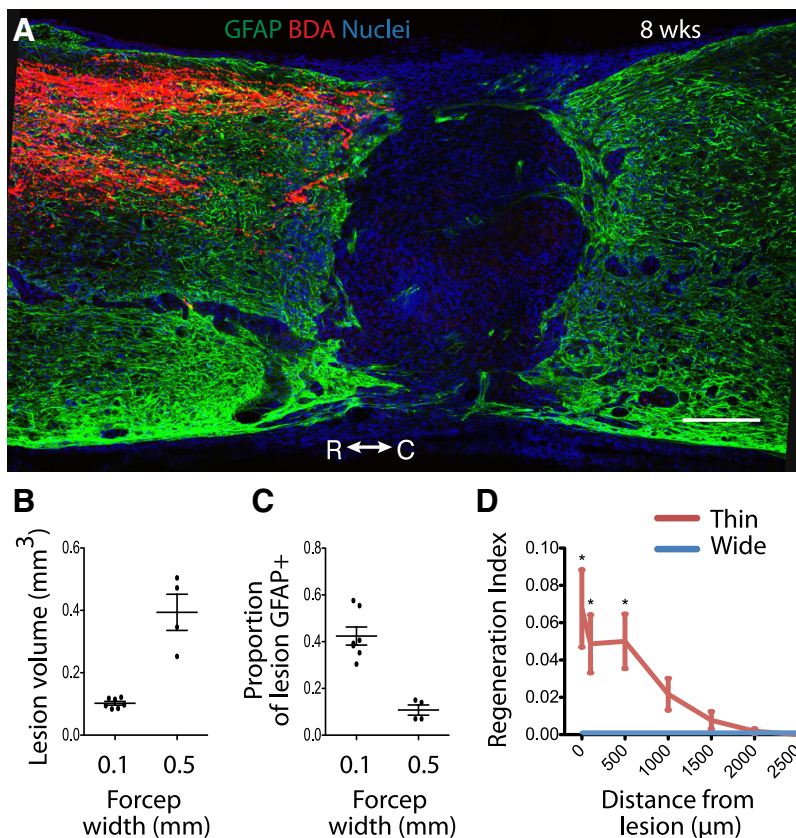 A
GFAP BDA Nuclei
8 wks
R C
B
Lesion volume (mm3)
0.6
0.4
0.2
0.0
0.1 0.5
Forcep
width (mm)
C
Proportion
of lesion GFAP+
0.8
0.6
0.4
0.2
0.0
0.1 0.5
Forcep
width (mm)
D
Thin
Wide
Regeneration Index
0.10
0.08
0.06
0.04
0.02
0.00
* * *
0 500 1000 1500 2000 2500
Distance from
lesion (μm)